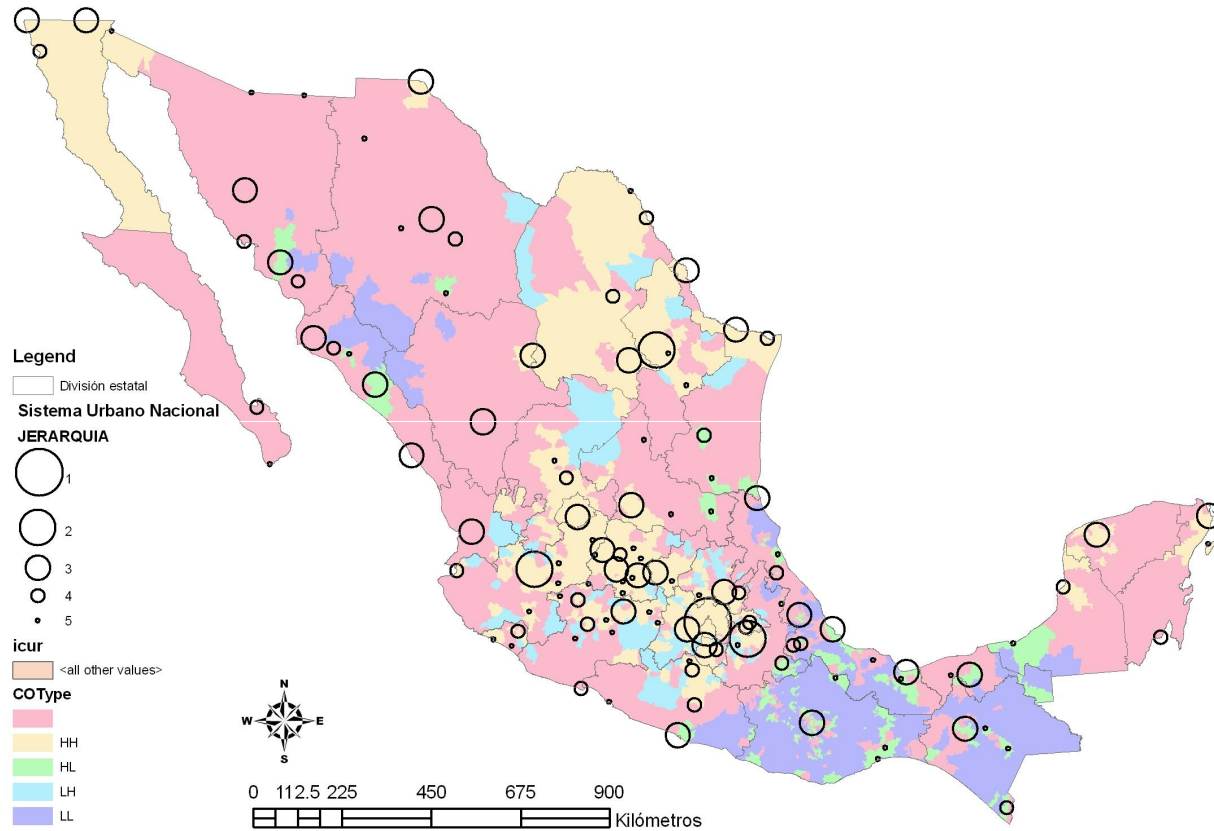 Legend
División estatal
Sistema Urbano Nacional
JERARQUIA
1
2
3
4
5
icur
<all other values>
COType
HH
HL
LH
LL
N
W E
S
0 112.5 225 450 675 900
Kilómetros